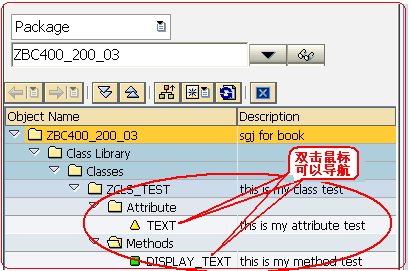 Package
ZBC400_200_03
Object Name Description
ZBC400_200_03 sgj for book
Class Library
Classes
ZCLS_TEST this is my class test
Attribute
TEXT this is my attribute test
Methods
DISPLAY_TEXT this is my method test
双击鼠标
可以导航